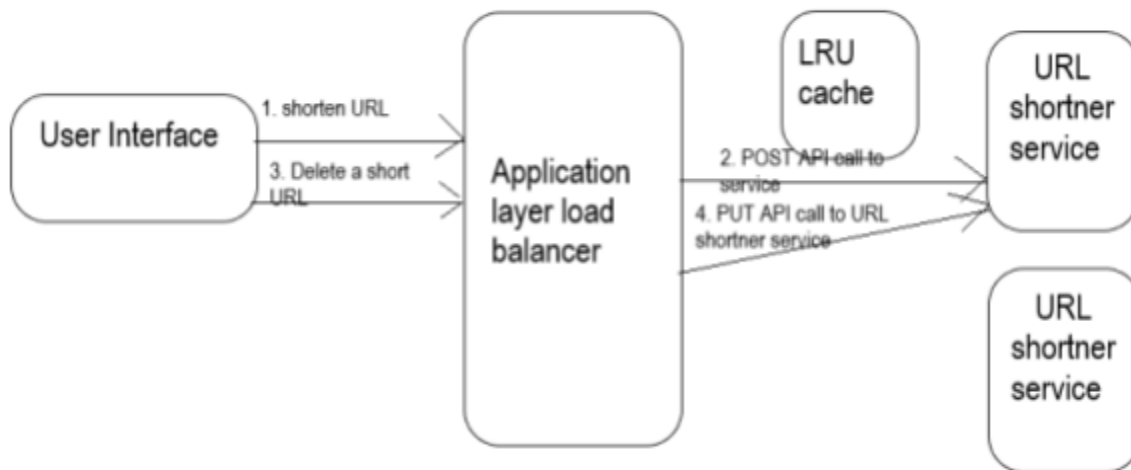 User Interface
1. shorten URL
3. Delete a short
URL
Application
layer load
balancer
LRU
cache
2. POST API call to
service
4. PUT API call to URL
shortner service
URL
shortner
service
URL
shortner
service